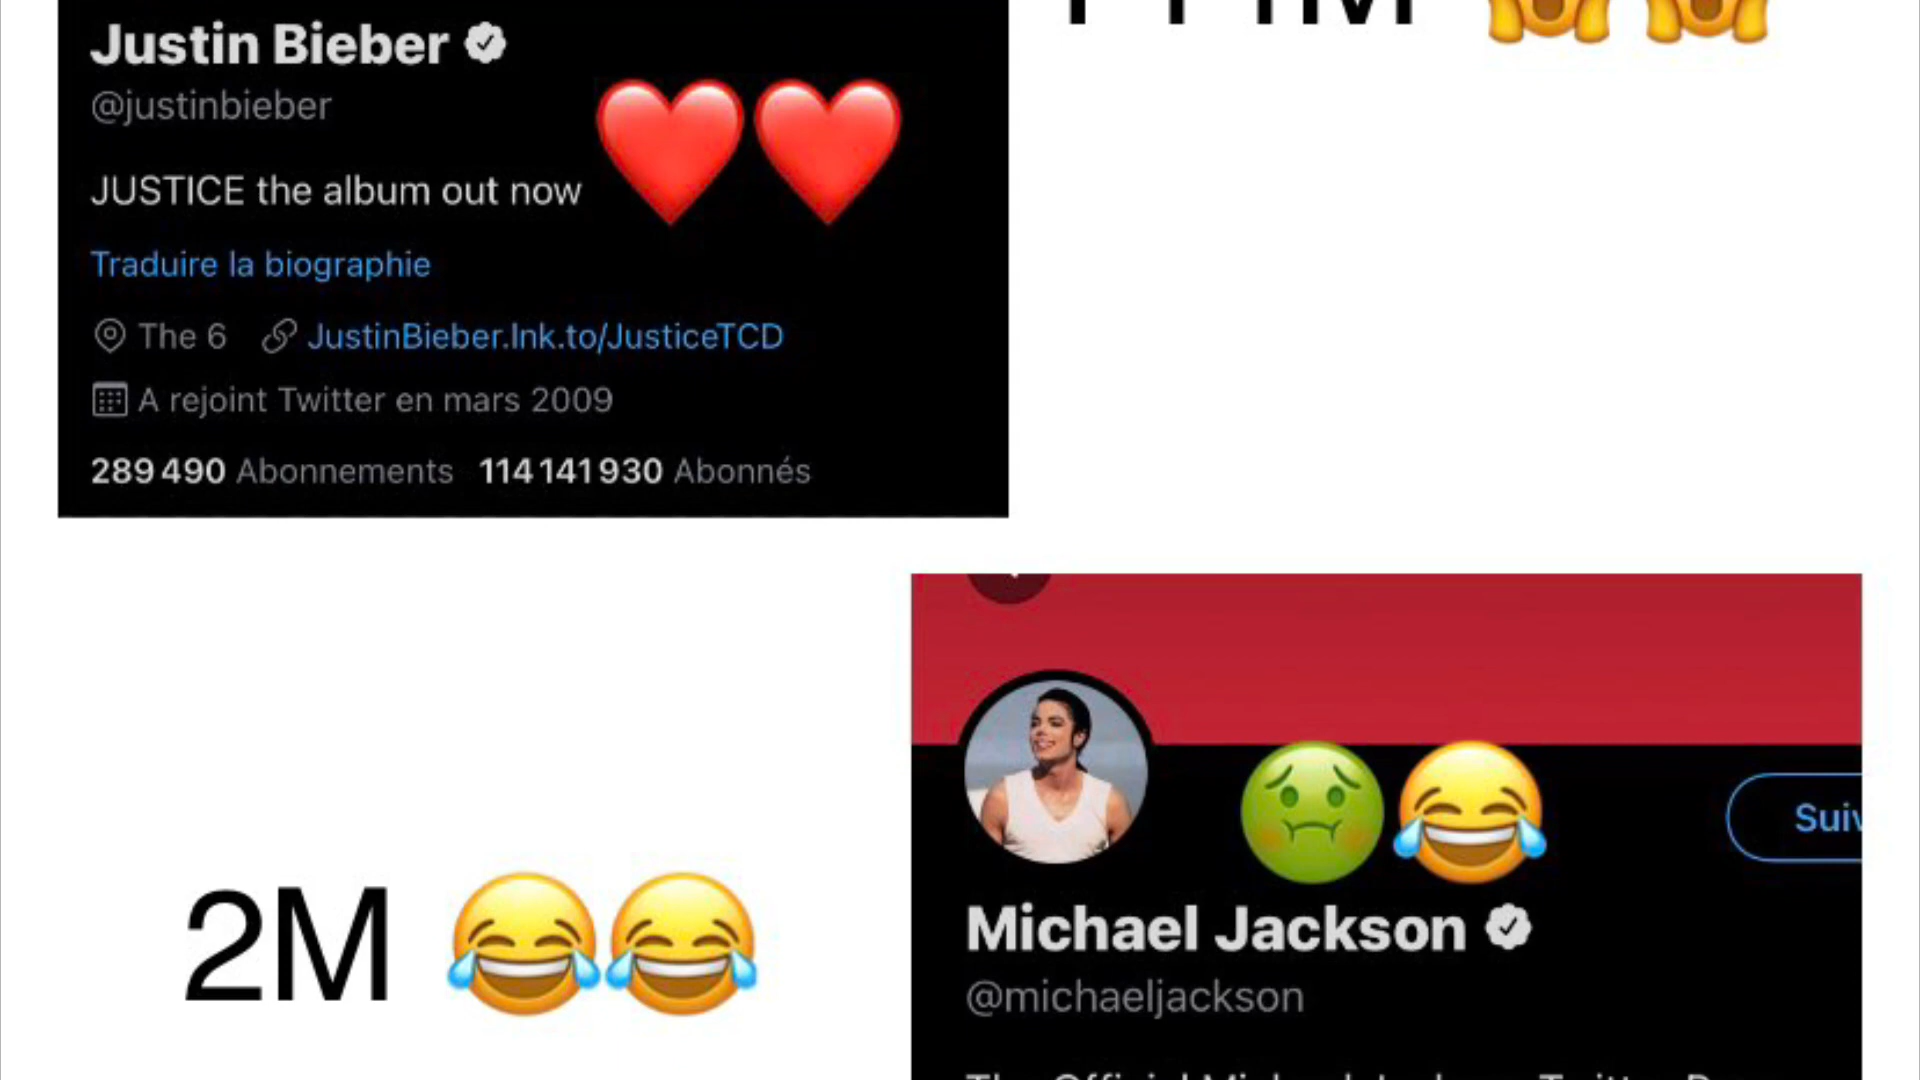 Justin Bieber
@justinbieber
JUSTICE the album out now
Traduire la biographie
The 6 JustinBieber.lnk.to/JusticeTCD
A rejoint Twitter en mars 2009
289 490 Abonnements 114 141 930 Abonnés
2M
Michael Jackson
@michaeljackson